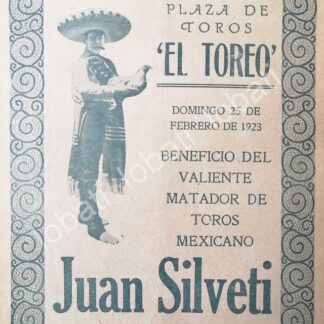 PLAZA DE
TOROS
'EL TOREO'
DOMINGO 25 DE
FEBRERO DE 1923
BENEFICIO DEL
VALIENTE
MATADOR DE
TOROS
MEXICANO
Juan Silveti